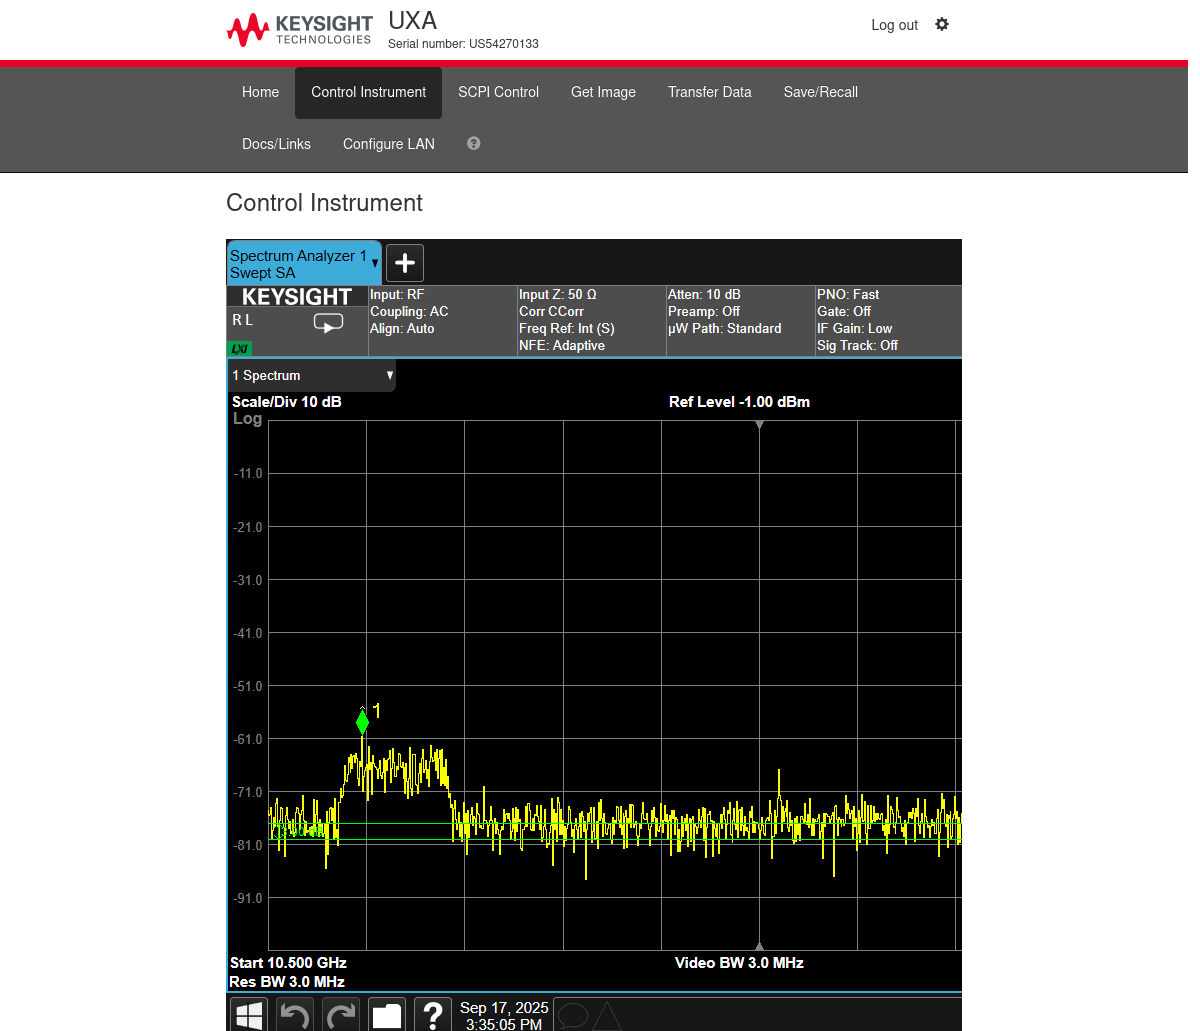 KEYSIGHT
TECHNOLOGIES
UXA
Serial number: US54270133
Log out
Home
Control Instrument
SCPI Control
Get Image
Transfer Data
Save/Recall
Docs/Links
Configure LAN
?
Control Instrument
Spectrum Analyzer 1
Swept SA
KEYSIGHT
R L
LXI
Input: RF
Coupling: AC
Align: Auto
Input Z: 50 Ω
Corr CCorr
Freq Ref: Int (S)
NFE: Adaptive
Atten: 10 dB
Preamp: Off
µW Path: Standard
PNO: Fast
Gate: Off
IF Gain: Low
Sig Track: Off
1 Spectrum
Scale/Div 10 dB
Ref Level -1.00 dBm
Log
-11.0
-21.0
-31.0
-41.0
-51.0
1
-61.0
-71.0
-81.0
-91.0
Start 10.500 GHz
Video BW 3.0 MHz
Res BW 3.0 MHz
?
Sep 17, 2025
3:35:05 PM